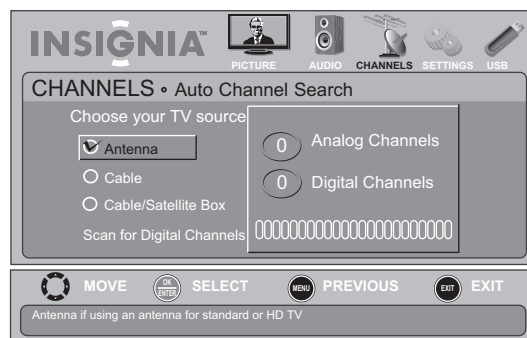 INSIGNIA™
PICTURE AUDIO CHANNELS SETTINGS USB
CHANNELS • Auto Channel Search
Choose your TV source
Antenna
Cable
Cable/Satellite Box
Scan for Digital Channels
0 Analog Channels
0 Digital Channels
MOVE OK ENTER SELECT MENU PREVIOUS EXIT EXIT
Antenna if using an antenna for standard or HD TV